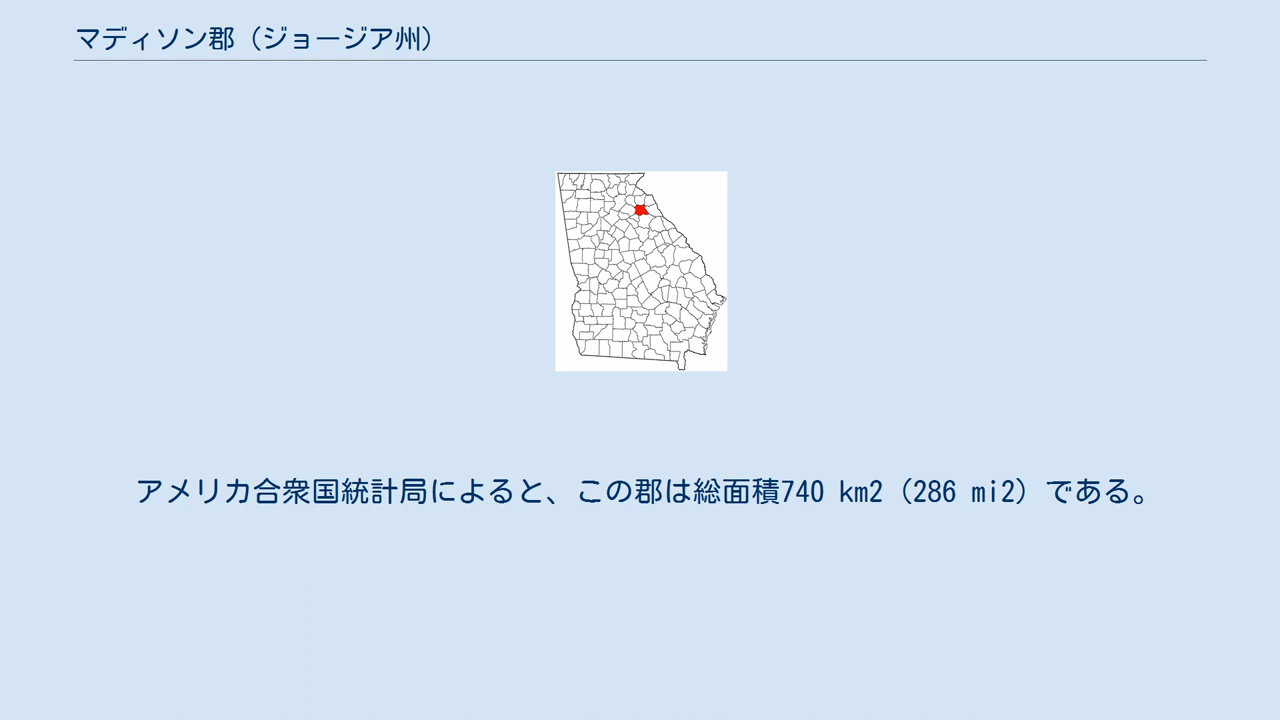 マディソン郡（ジョージア州）
アメリカ合衆国統計局によると、この郡は総面積740 km2（286 mi2）である。